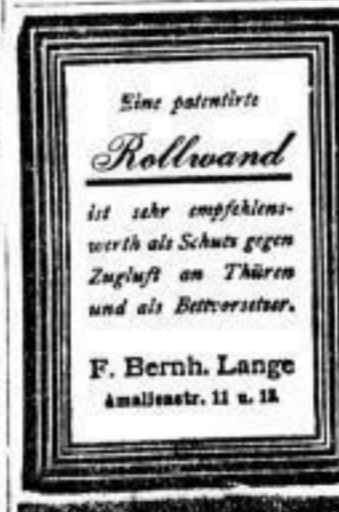 Eine patentirte
Rollwand
ist sehr empfehlens-
werth als Schutz gegen
Zugluft an Thüren
und als Bettvorsetzer.
F. Bernh. Lange
Amalienstr. 11 u. 12.